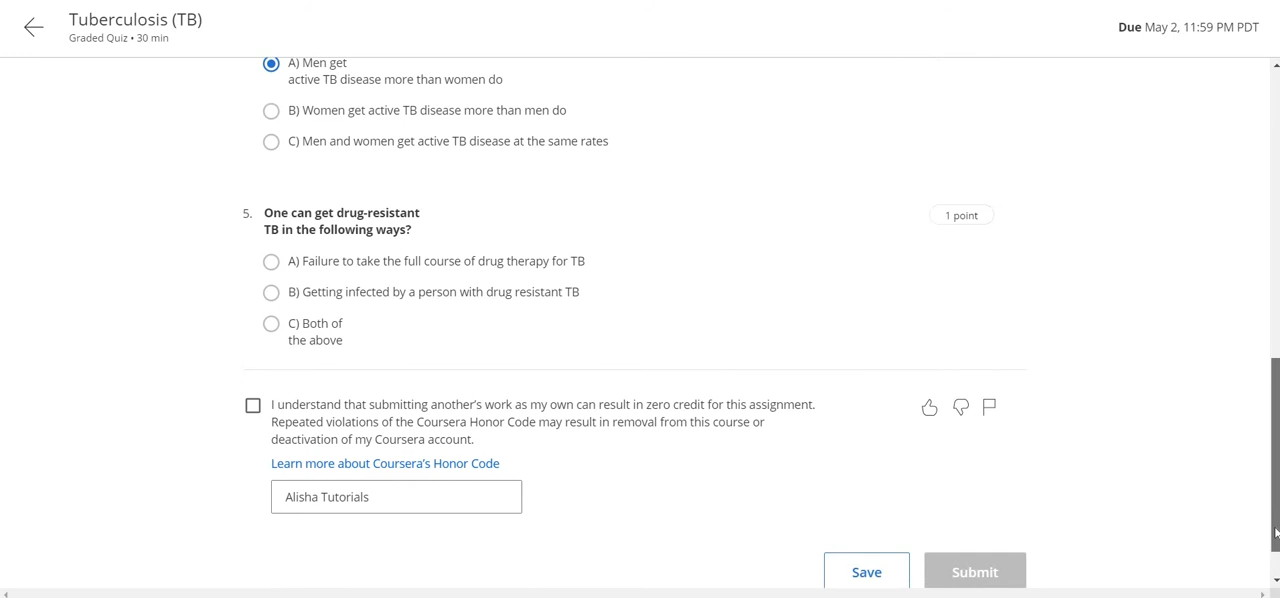 Tuberculosis (TB)
Graded Quiz • 30 min
Due May 2, 11:59 PM PDT
A) Men get
active TB disease more than women do
B) Women get active TB disease more than men do
C) Men and women get active TB disease at the same rates
5. One can get drug-resistant
TB in the following ways?
1 point
A) Failure to take the full course of drug therapy for TB
B) Getting infected by a person with drug resistant TB
C) Both of
the above
I understand that submitting another's work as my own can result in zero credit for this assignment.
Repeated violations of the Coursera Honor Code may result in removal from this course or
deactivation of my Coursera account.
Learn more about Coursera's Honor Code
Alisha Tutorials
Save
Submit